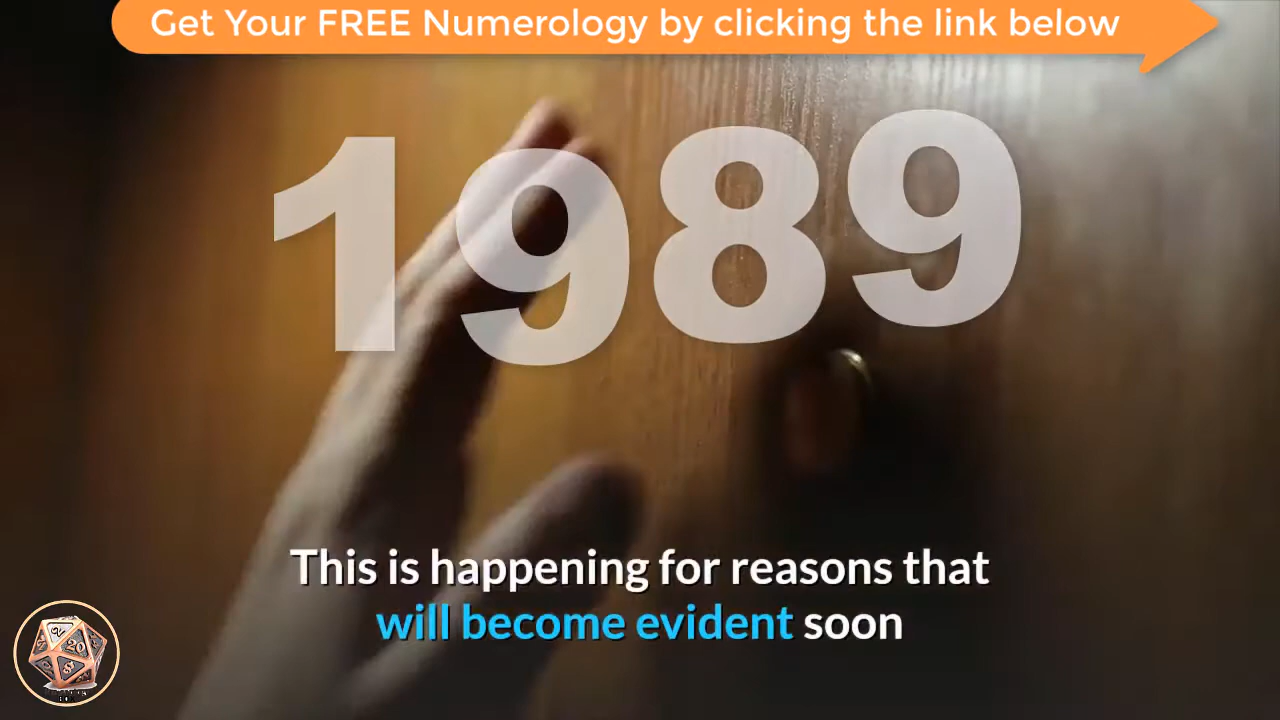 Get Your FREE Numerology by clicking the link below
1989
This is happening for reasons that
will become evident soon
20